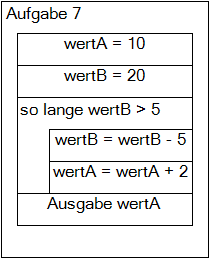 Aufgabe 7
wertA = 10
wertB = 20
so lange wertB > 5
wertB = wertB - 5
wertA = wertA + 2
Ausgabe wertA